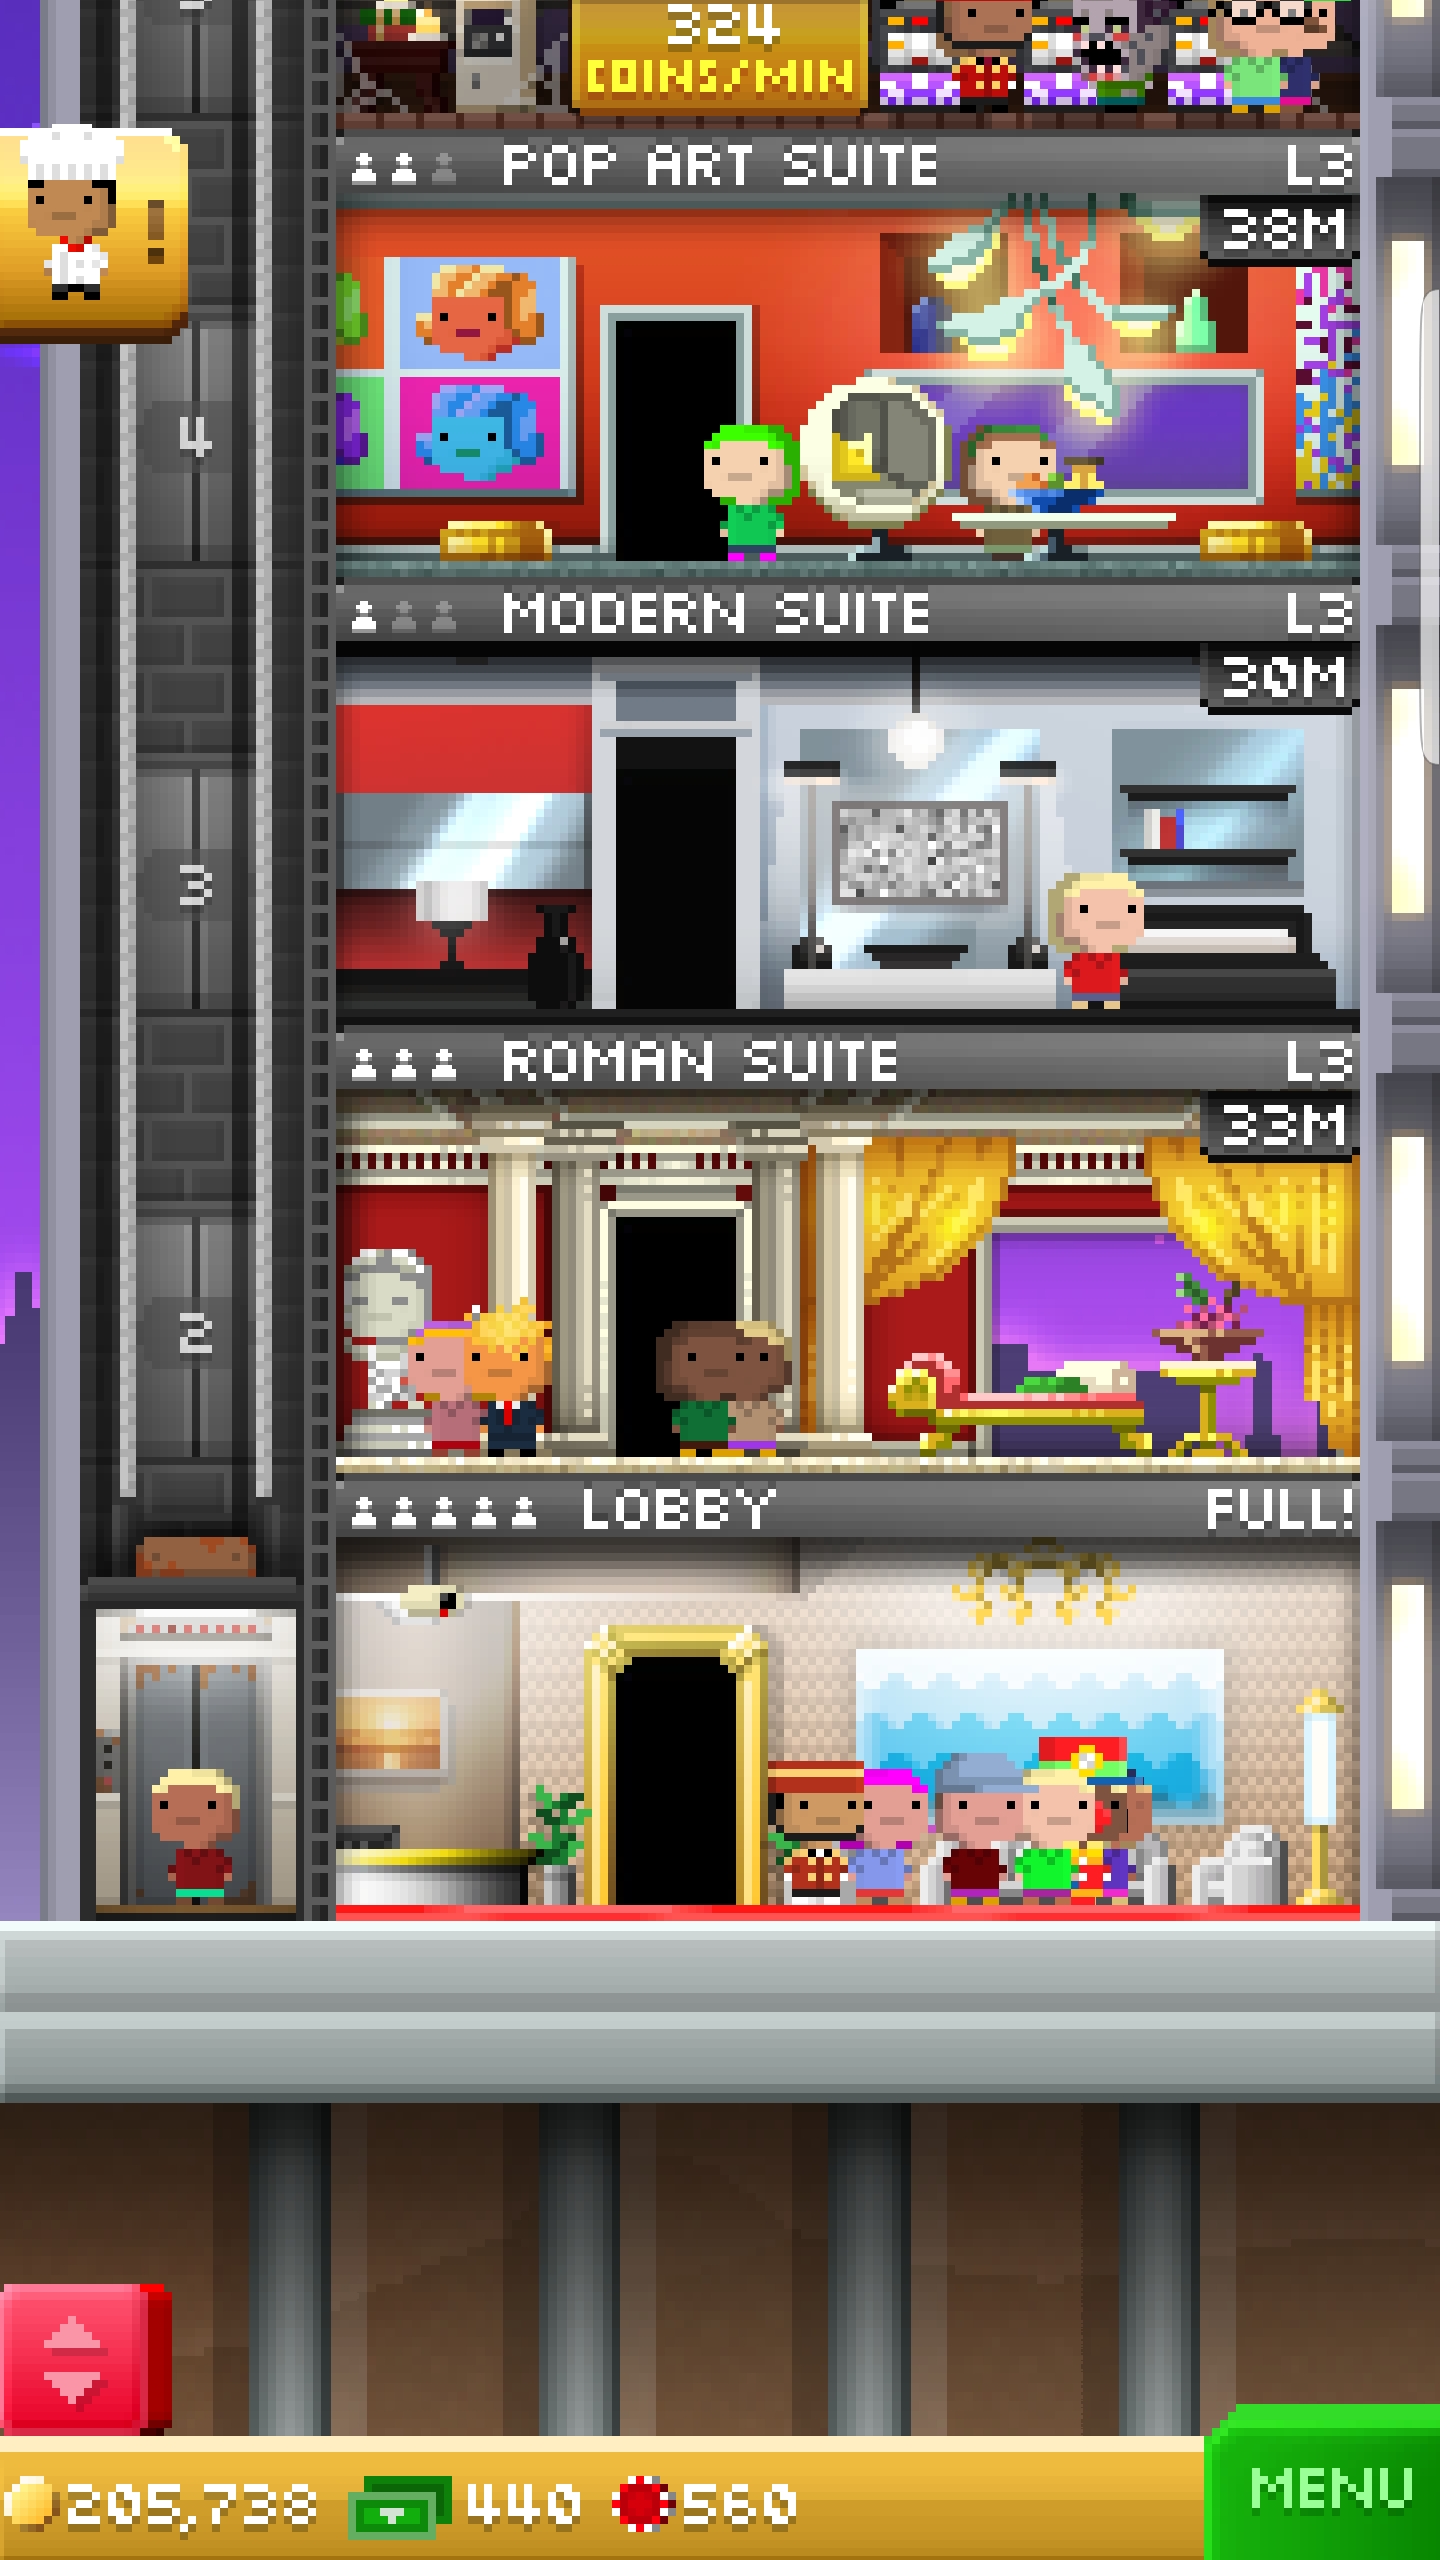 324
COINS/MIN
POP ART SUITE L3
38M
!
4
MODERN SUITE L3
30M
3
ROMAN SUITE L3
33M
2
LOBBY FULL!
205,738 440 560
MENU